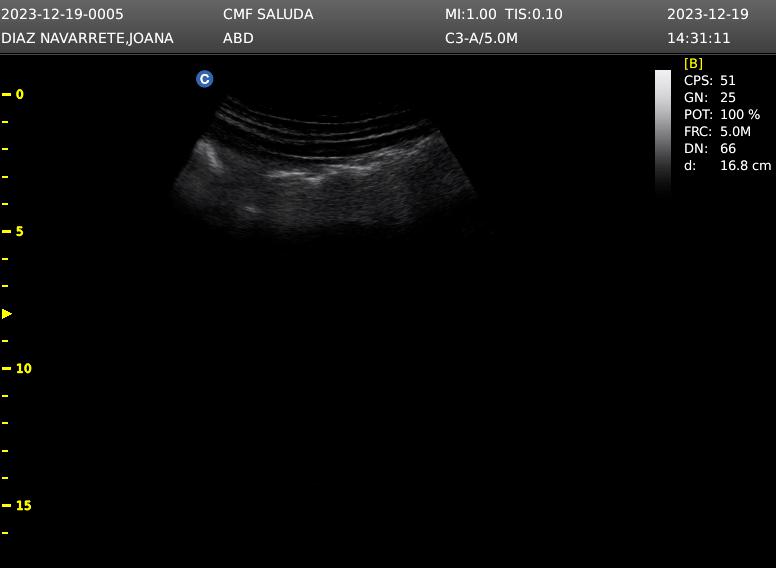 2023-12-19-0005 CMF SALUDA MI:1.00 TIS:0.10 2023-12-19
DIAZ NAVARRETE,JOANA ABD C3-A/5.0M 14:31:11
C
[B]
CPS: 51
GN: 25
POT: 100 %
FRC: 5.0M
DN: 66
d: 16.8 cm
0
5
10
15